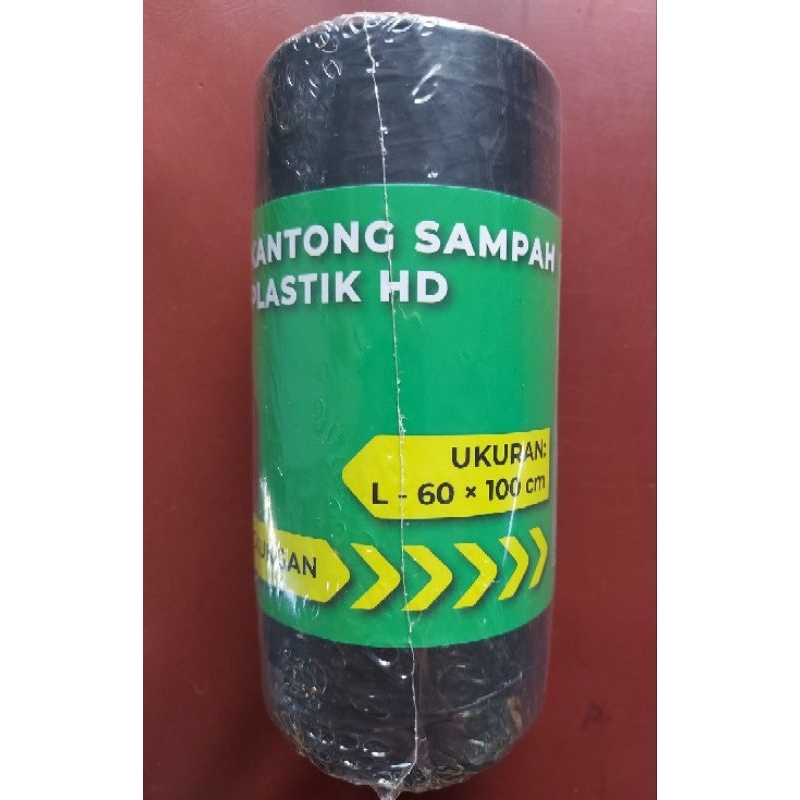 KANTONG SAMPAH
PLASTIK HD
UKURAN:
L - 60 × 100 cm